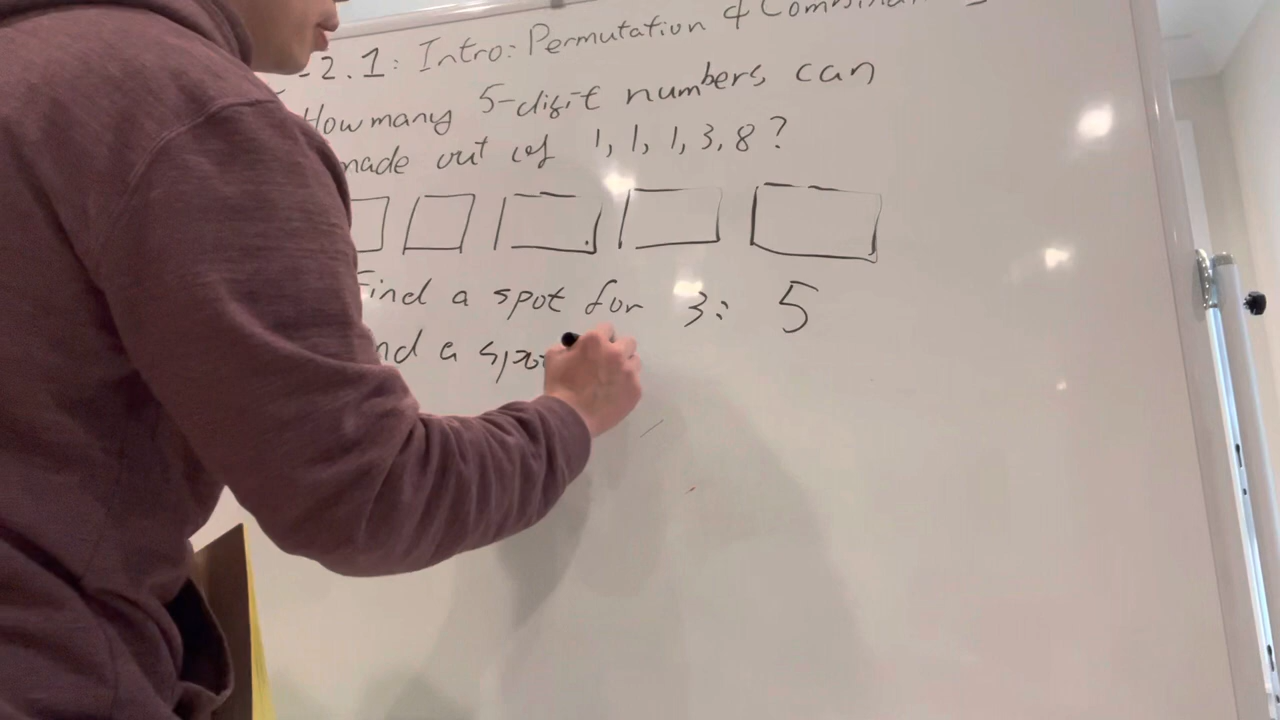 -2.1: Intro: Permutation &
How many 5-digit numbers can
made out of 1, 1, 1, 3, 8 ?
Find a spot for 3: 5
nd a spo